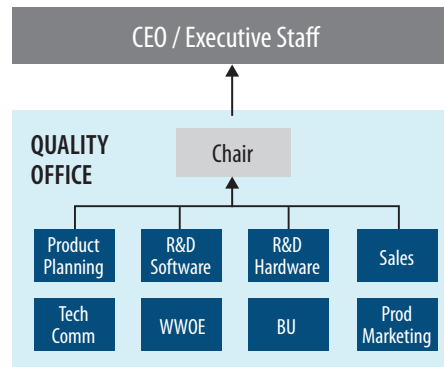 CEO / Executive Staff
QUALITY
OFFICE
Chair
Product
Planning
R&D
Software
R&D
Hardware
Sales
Tech
Comm
WWOE
BU
Prod
Marketing